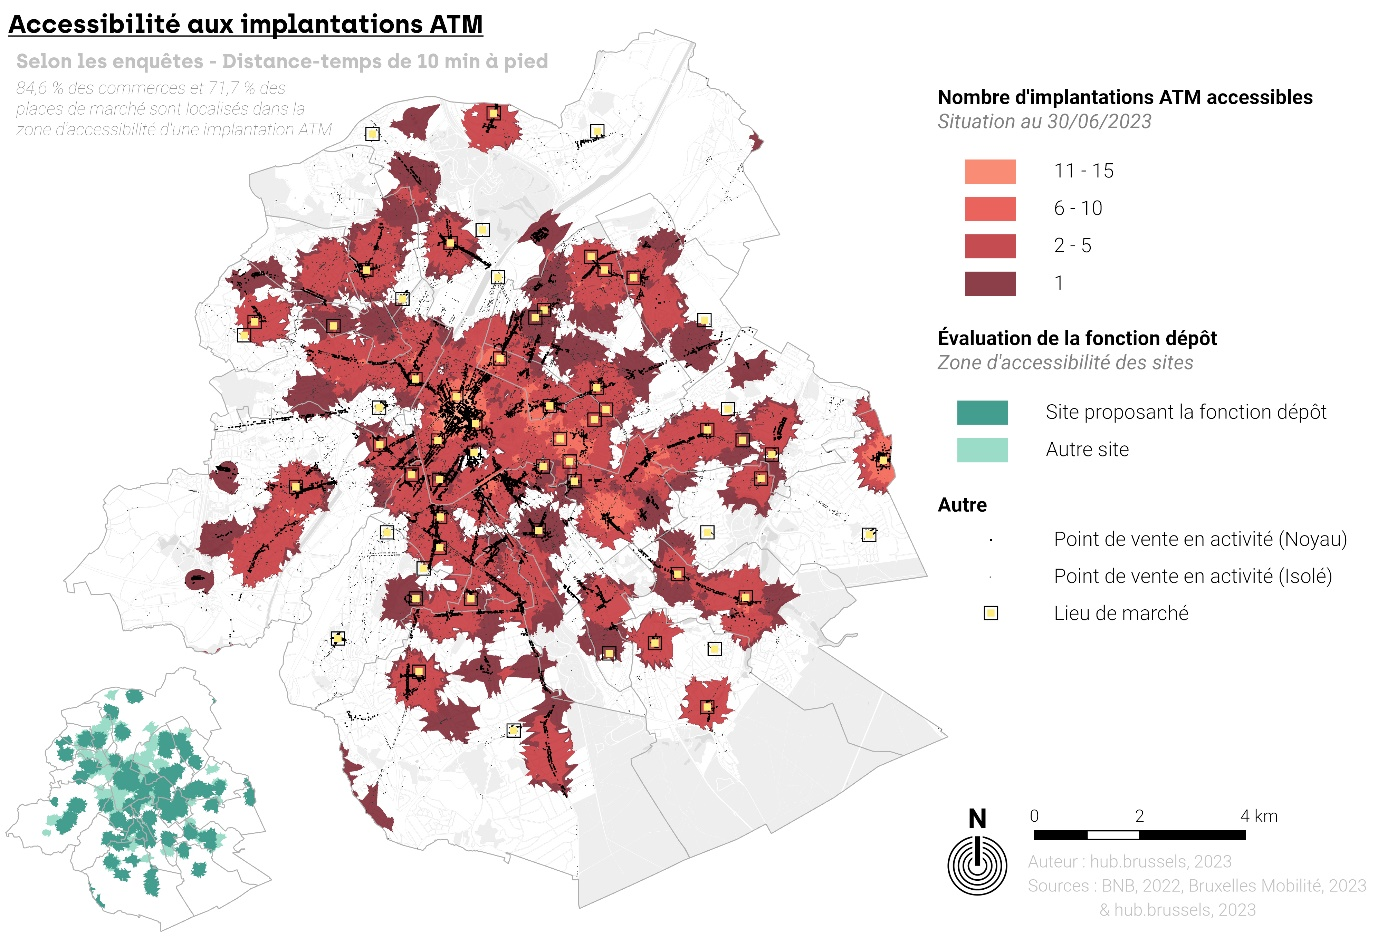 Accessibilité aux implantations ATM
Selon les enquêtes - Distance-temps de 10 min à pied
84,6 % des commerces et 71,7 % des
places de marché sont localisés dans la
zone d'accessibilité d'une implantation ATM
Nombre d'implantations ATM accessibles
Situation au 30/06/2023
11 - 15
6 - 10
2 - 5
1
Évaluation de la fonction dépôt
Zone d'accessibilité des sites
Site proposant la fonction dépôt
Autre site
Autre
Point de vente en activité (Noyau)
Point de vente en activité (Isolé)
Lieu de marché
N
0 2 4 km
Auteur : hub.brussels, 2023
Sources : BNB, 2022, Bruxelles Mobilité, 2023
& hub.brussels, 2023